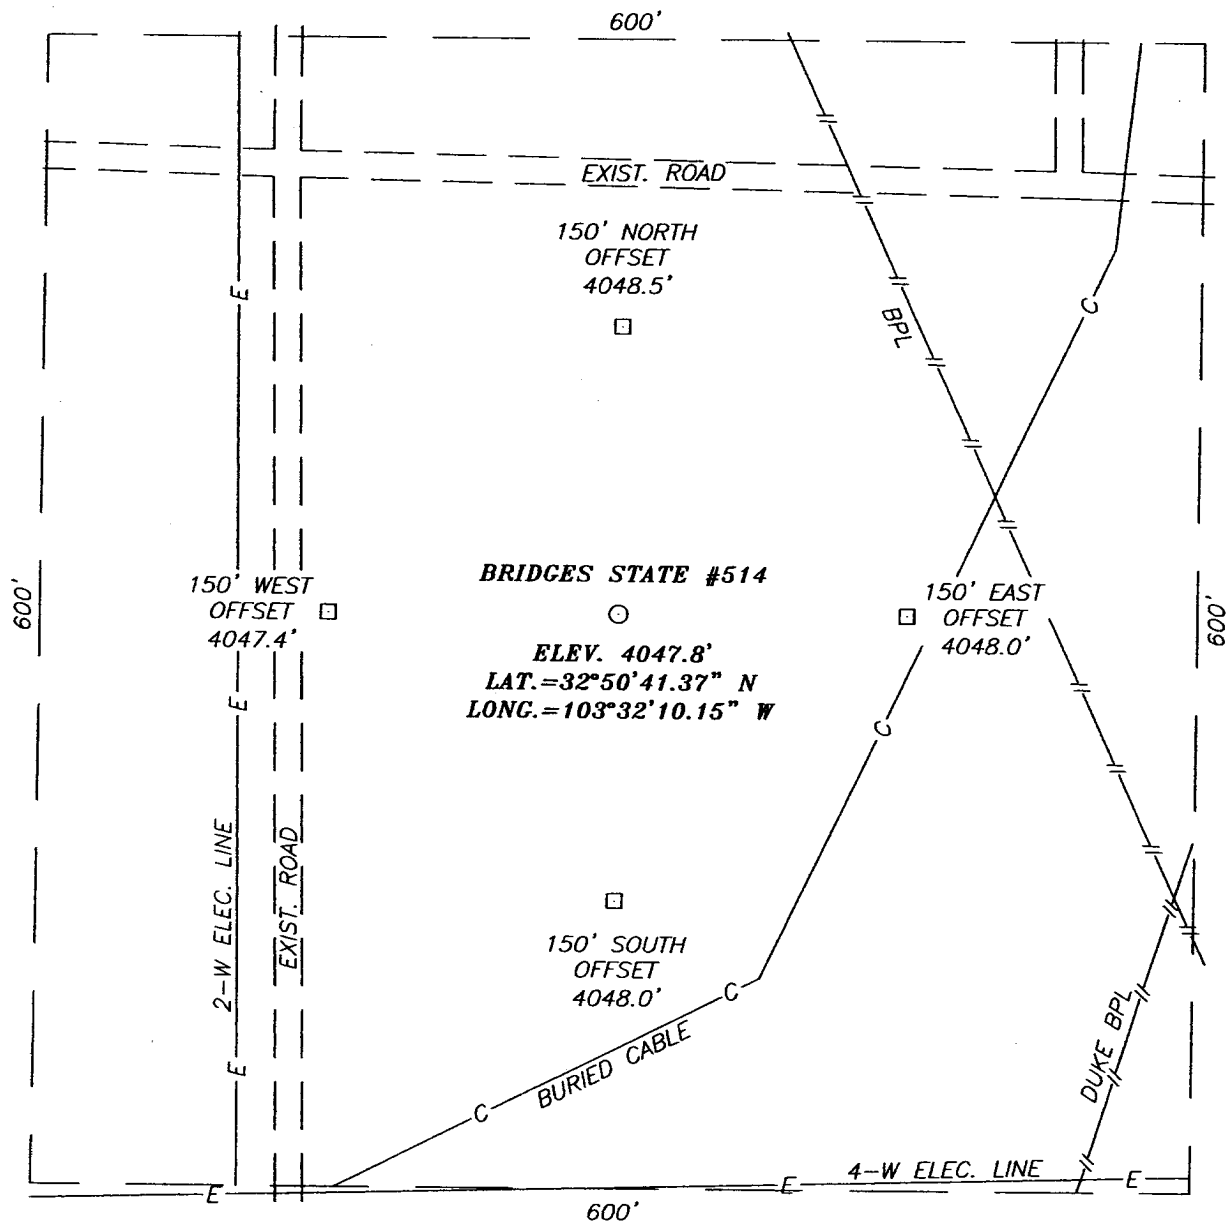 600'
EXIST. ROAD
150' NORTH
OFFSET
4048.5'
E
C
BPL
600'
150' WEST
OFFSET
4047.4'
BRIDGES STATE #514
ELEV. 4047.8'
LAT.=32°50'41.37" N
LONG.=103°32'10.15" W
150' EAST
OFFSET
4048.0'
600'
E
C
2-W ELEC. LINE
EXIST. ROAD
150' SOUTH
OFFSET
4048.0'
C
DUKE BPL
BURIED CABLE
E
C
4-W ELEC. LINE
E
E
E
600'